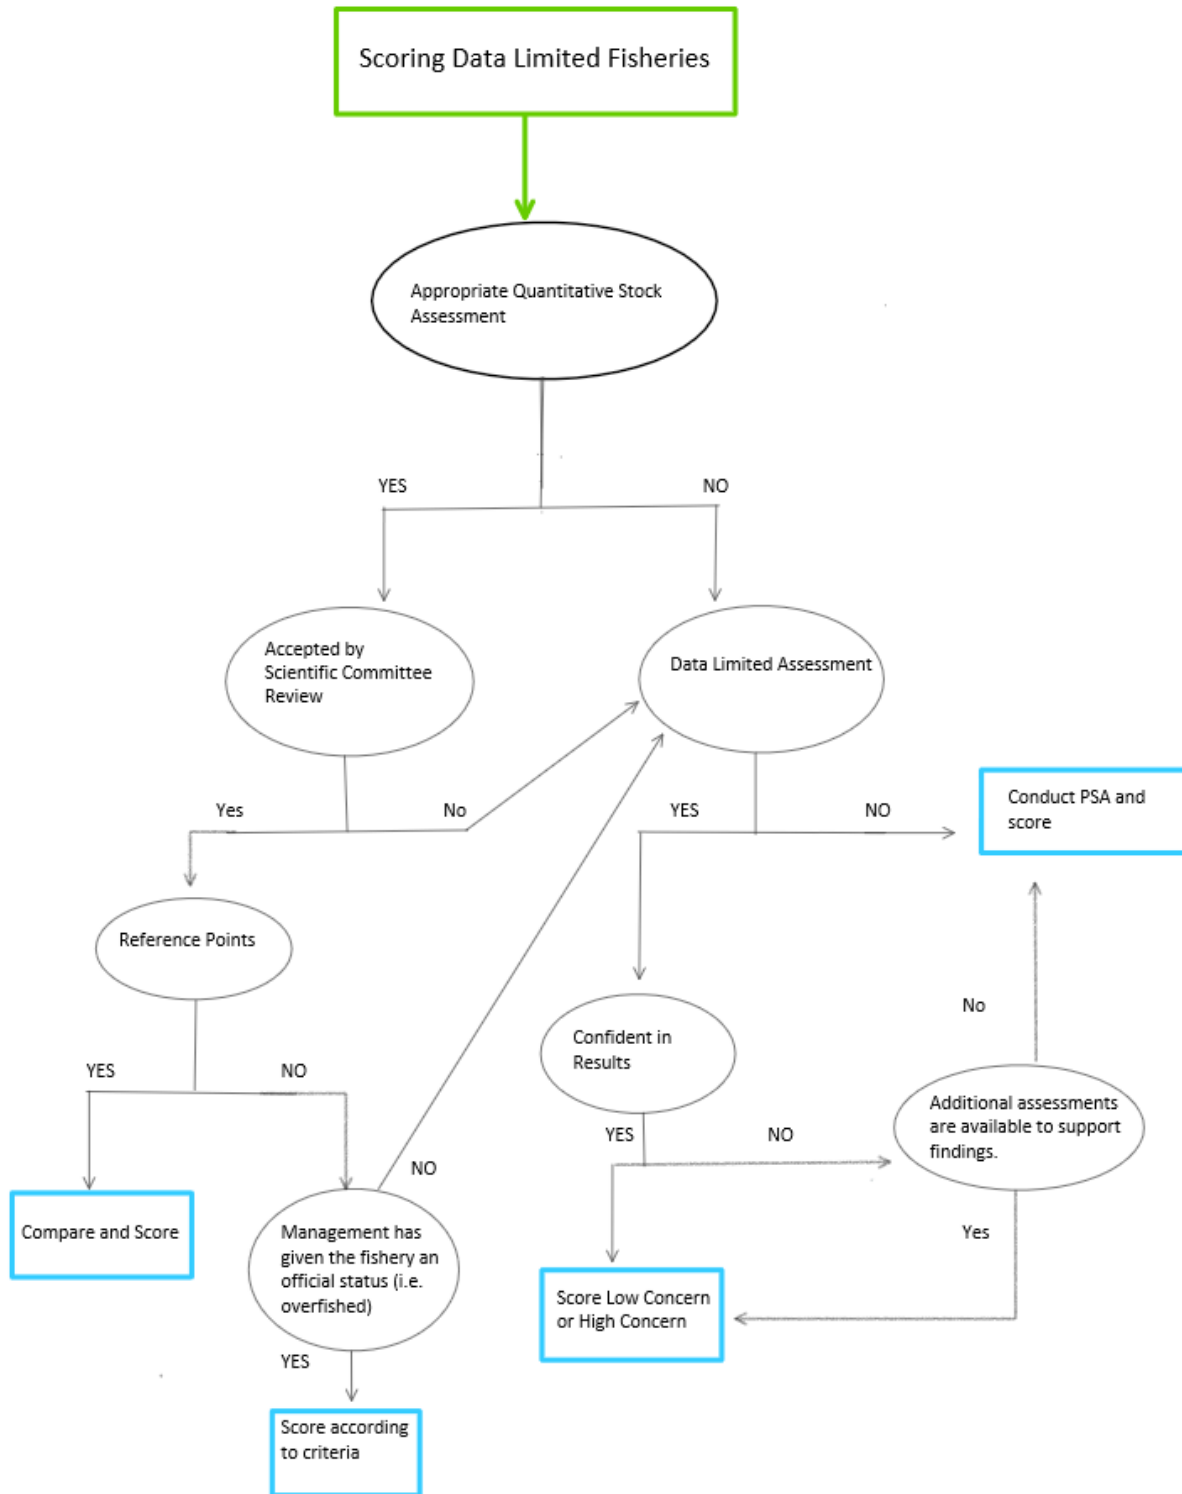 Scoring Data Limited Fisheries
Appropriate Quantitative Stock
Assessment
YES
NO
Accepted by
Scientific Committee
Review
Data Limited Assessment
Yes
No
YES
NO
Conduct PSA and
score
Reference Points
Confident in
Results
No
YES
NO
Additional assessments
are available to support
findings.
YES
NO
NO
Compare and Score
Management has
given the fishery an
official status (i.e.
overfished)
Yes
Score Low Concern
or High Concern
YES
Score according
to criteria